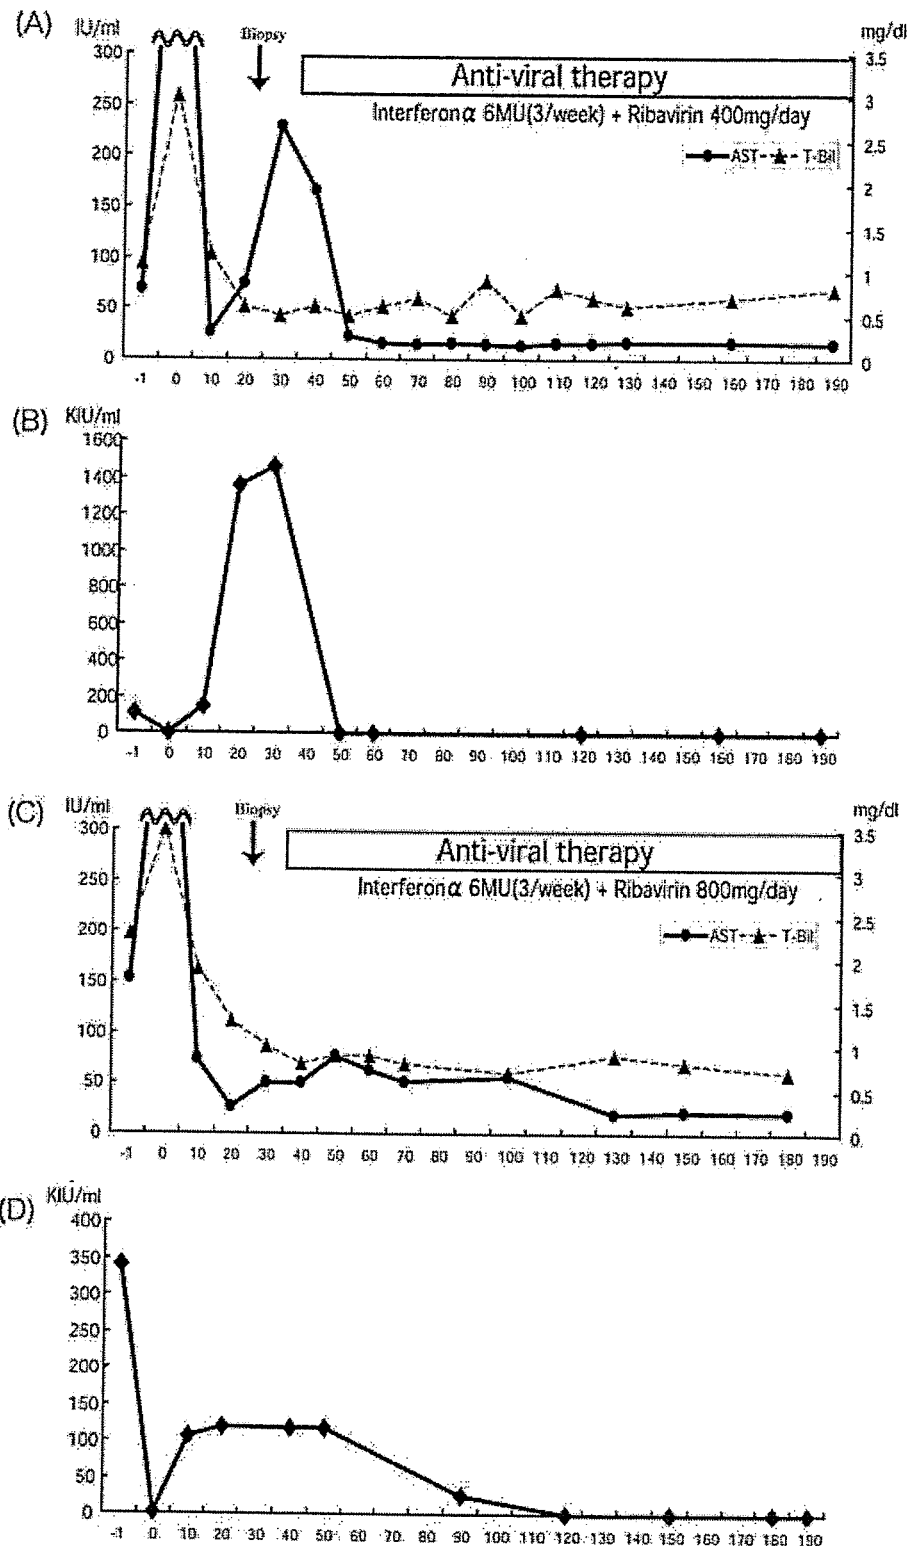 (A)
IU/ml
Biopsy
mg/dl
300
250
200
150
100
50
0
3.5
3
2.5
2
1.5
1
0.5
0
Anti-viral therapy
Interferon α 6MU(3/week) + Ribavirin 400mg/day
AST T-Bil
-1 0 10 20 30 40 50 60 70 80 90 100 110 120 130 150 160 170 180 190
(B)
KIU/ml
1600
1400
1200
1000
800
600
400
200
0
-1 0 10 20 30 40 50 60 70 80 90 100 110 120 130 140 150 160 170 180 190
(C)
IU/ml
Biopsy
mg/dl
300
250
200
150
100
50
0
3.5
3
2.5
2
1.5
1
0.5
0
Anti-viral therapy
Interferon α 6MU(3/week) + Ribavirin 800mg/day
AST T-Bil
-1 0 10 20 30 40 50 60 70 80 90 100 110 120 130 140 150 160 170 180 190
(D)
KIU/ml
400
350
300
250
200
150
100
50
0
-1 0 10 20 30 40 50 60 70 80 90 100 110 120 130 140 150 160 170 180 190